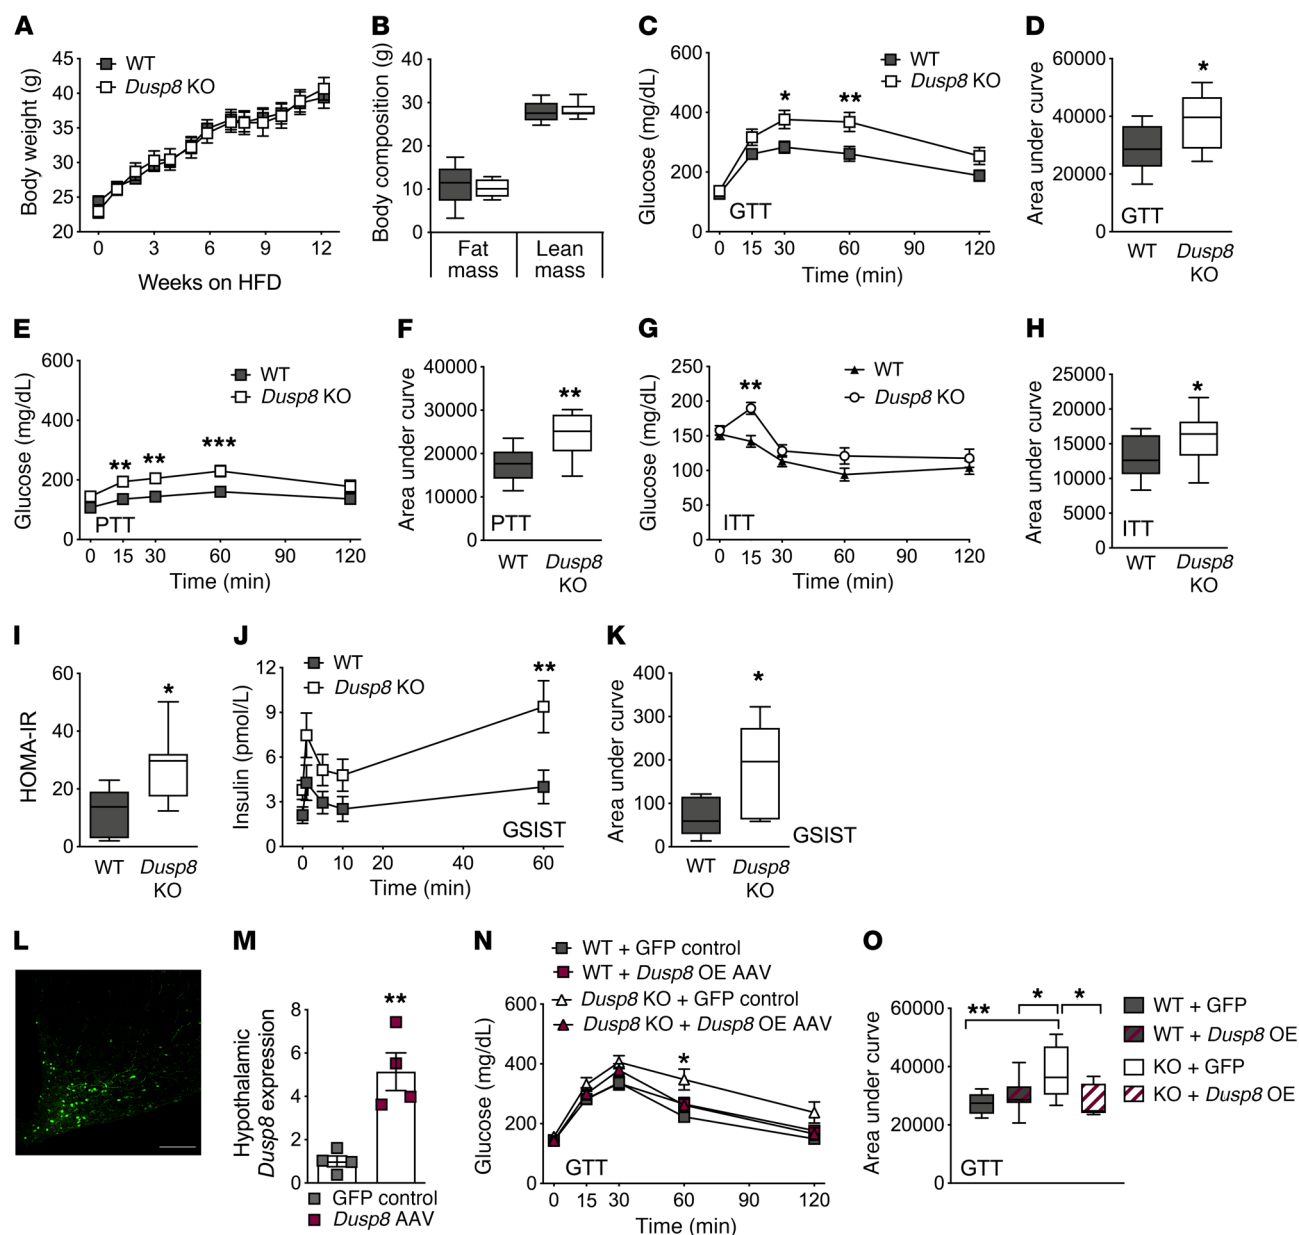 A
Body weight (g)
45
40
35
30
25
20
WT
Dusp8 KO
0 3 6 9 12
Weeks on HFD
B
Body composition (g)
40
30
20
10
0
Fat mass
Lean mass
C
Glucose (mg/dL)
600
400
200
0
WT
Dusp8 KO
*
**
GTT
0 15 30 60 90 120
Time (min)
D
Area under curve
60000
40000
20000
0
*
GTT
WT
Dusp8
KO
E
Glucose (mg/dL)
600
400
200
0
WT
Dusp8 KO
**
**
***
PTT
0 15 30 60 90 120
Time (min)
F
Area under curve
40000
30000
20000
10000
0
**
PTT
WT
Dusp8
KO
G
Glucose (mg/dL)
250
200
150
100
50
0
WT
Dusp8 KO
**
ITT
0 15 30 60 90 120
Time (min)
H
Area under curve
25000
20000
15000
10000
5000
0
*
ITT
WT
Dusp8
KO
I
HOMA-IR
60
40
20
0
*
WT
Dusp8
KO
J
Insulin (pmol/L)
12
9
6
3
0
WT
Dusp8 KO
**
GSIST
0 10 20 40 60
Time (min)
K
Area under curve
400
300
200
100
0
*
GSIST
WT
Dusp8
KO
L
M
Hypothalamic
Dusp8 expression
8
6
4
2
0
**
GFP control
Dusp8 AAV
N
WT + GFP control
WT + Dusp8 OE AAV
Dusp8 KO + GFP control
Dusp8 KO + Dusp8 OE AAV
Glucose (mg/dL)
600
400
200
0
*
GTT
0 15 30 60 90 120
Time (min)
O
Area under curve
60000
40000
20000
0
**
*
*
GTT
WT + GFP
WT + Dusp8 OE
KO + GFP
KO + Dusp8 OE